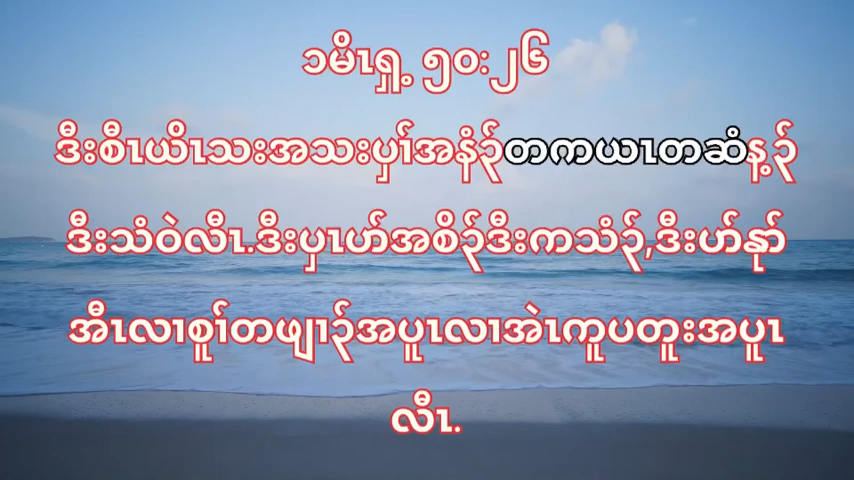 ၁မိၤရှ့ ၅၀:၂၆
ဒီးစီၤယိၤသးအသးပှၢ်အနံၣ်တကယၤတဆံန့ၣ်
ဒီးသံဝဲလီၤ.ဒီးပှၤဟ်အစိၣ်ဒီးကသံၣ်,ဒီးဟ်နုာ်
အီၤလၢစူၢ်တဖျၢၣ်အပူၤလၢအဲၤကူပတူးအပူၤ
လီၤ.